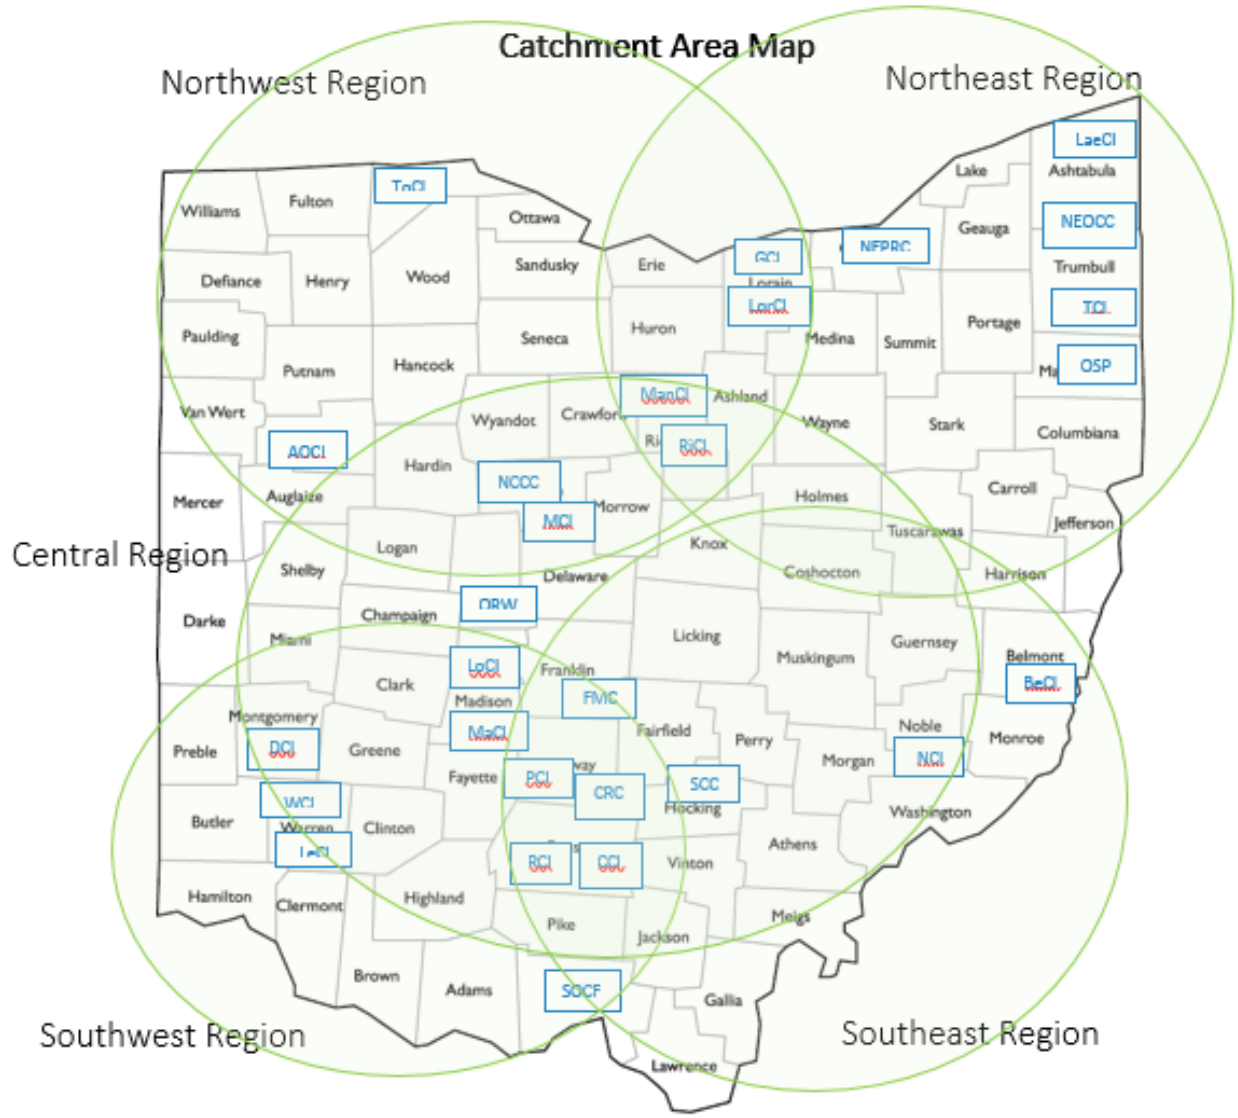 Catchment Area Map
Northwest Region
Northeast Region
LaeCI
Lake
Ashtabula
ToCI
Fulton
Williams
Ottawa
NEOCC
Geauga
NEPRC
GCI
Erie
Sandusky
Trumbull
Defiance
Henry
Wood
Lorain
LorCI
TCI
Portage
Huron
Paulding
Seneca
Medina
Summit
Hancock
Putnam
Ma
OSP
ManCI
Ashland
Van Wert
Wyandot
Crawford
Wayne
Stark
Columbiana
Ri
RiCI
AOCI
Hardin
NCCC
Carroll
Mercer
Auglaize
Morrow
Holmes
MCI
Jefferson
Tuscarawas
Knox
Central Region
Logan
Shelby
Delaware
Coshocton
Harrison
ORW
Champaign
Darke
Miami
Licking
Guernsey
Muskingum
Belmont
LoCI
Franklin
Clark
BeCI
FMC
Madison
Montgomery
MaCI
Fairfield
Noble
Perry
Monroe
Preble
DCI
Greene
NCI
Morgan
way
Fayette
PCI
SCC
CRC
WCI
Hocking
Washington
Butler
Warren
Clinton
LeCI
Athens
Ros
RCI
CCI
Vinton
Hamilton
Clermont
Highland
Meigs
Pike
Jackson
Brown
Adams
SOCF
Gallia
Southwest Region
Southeast Region
Lawrence